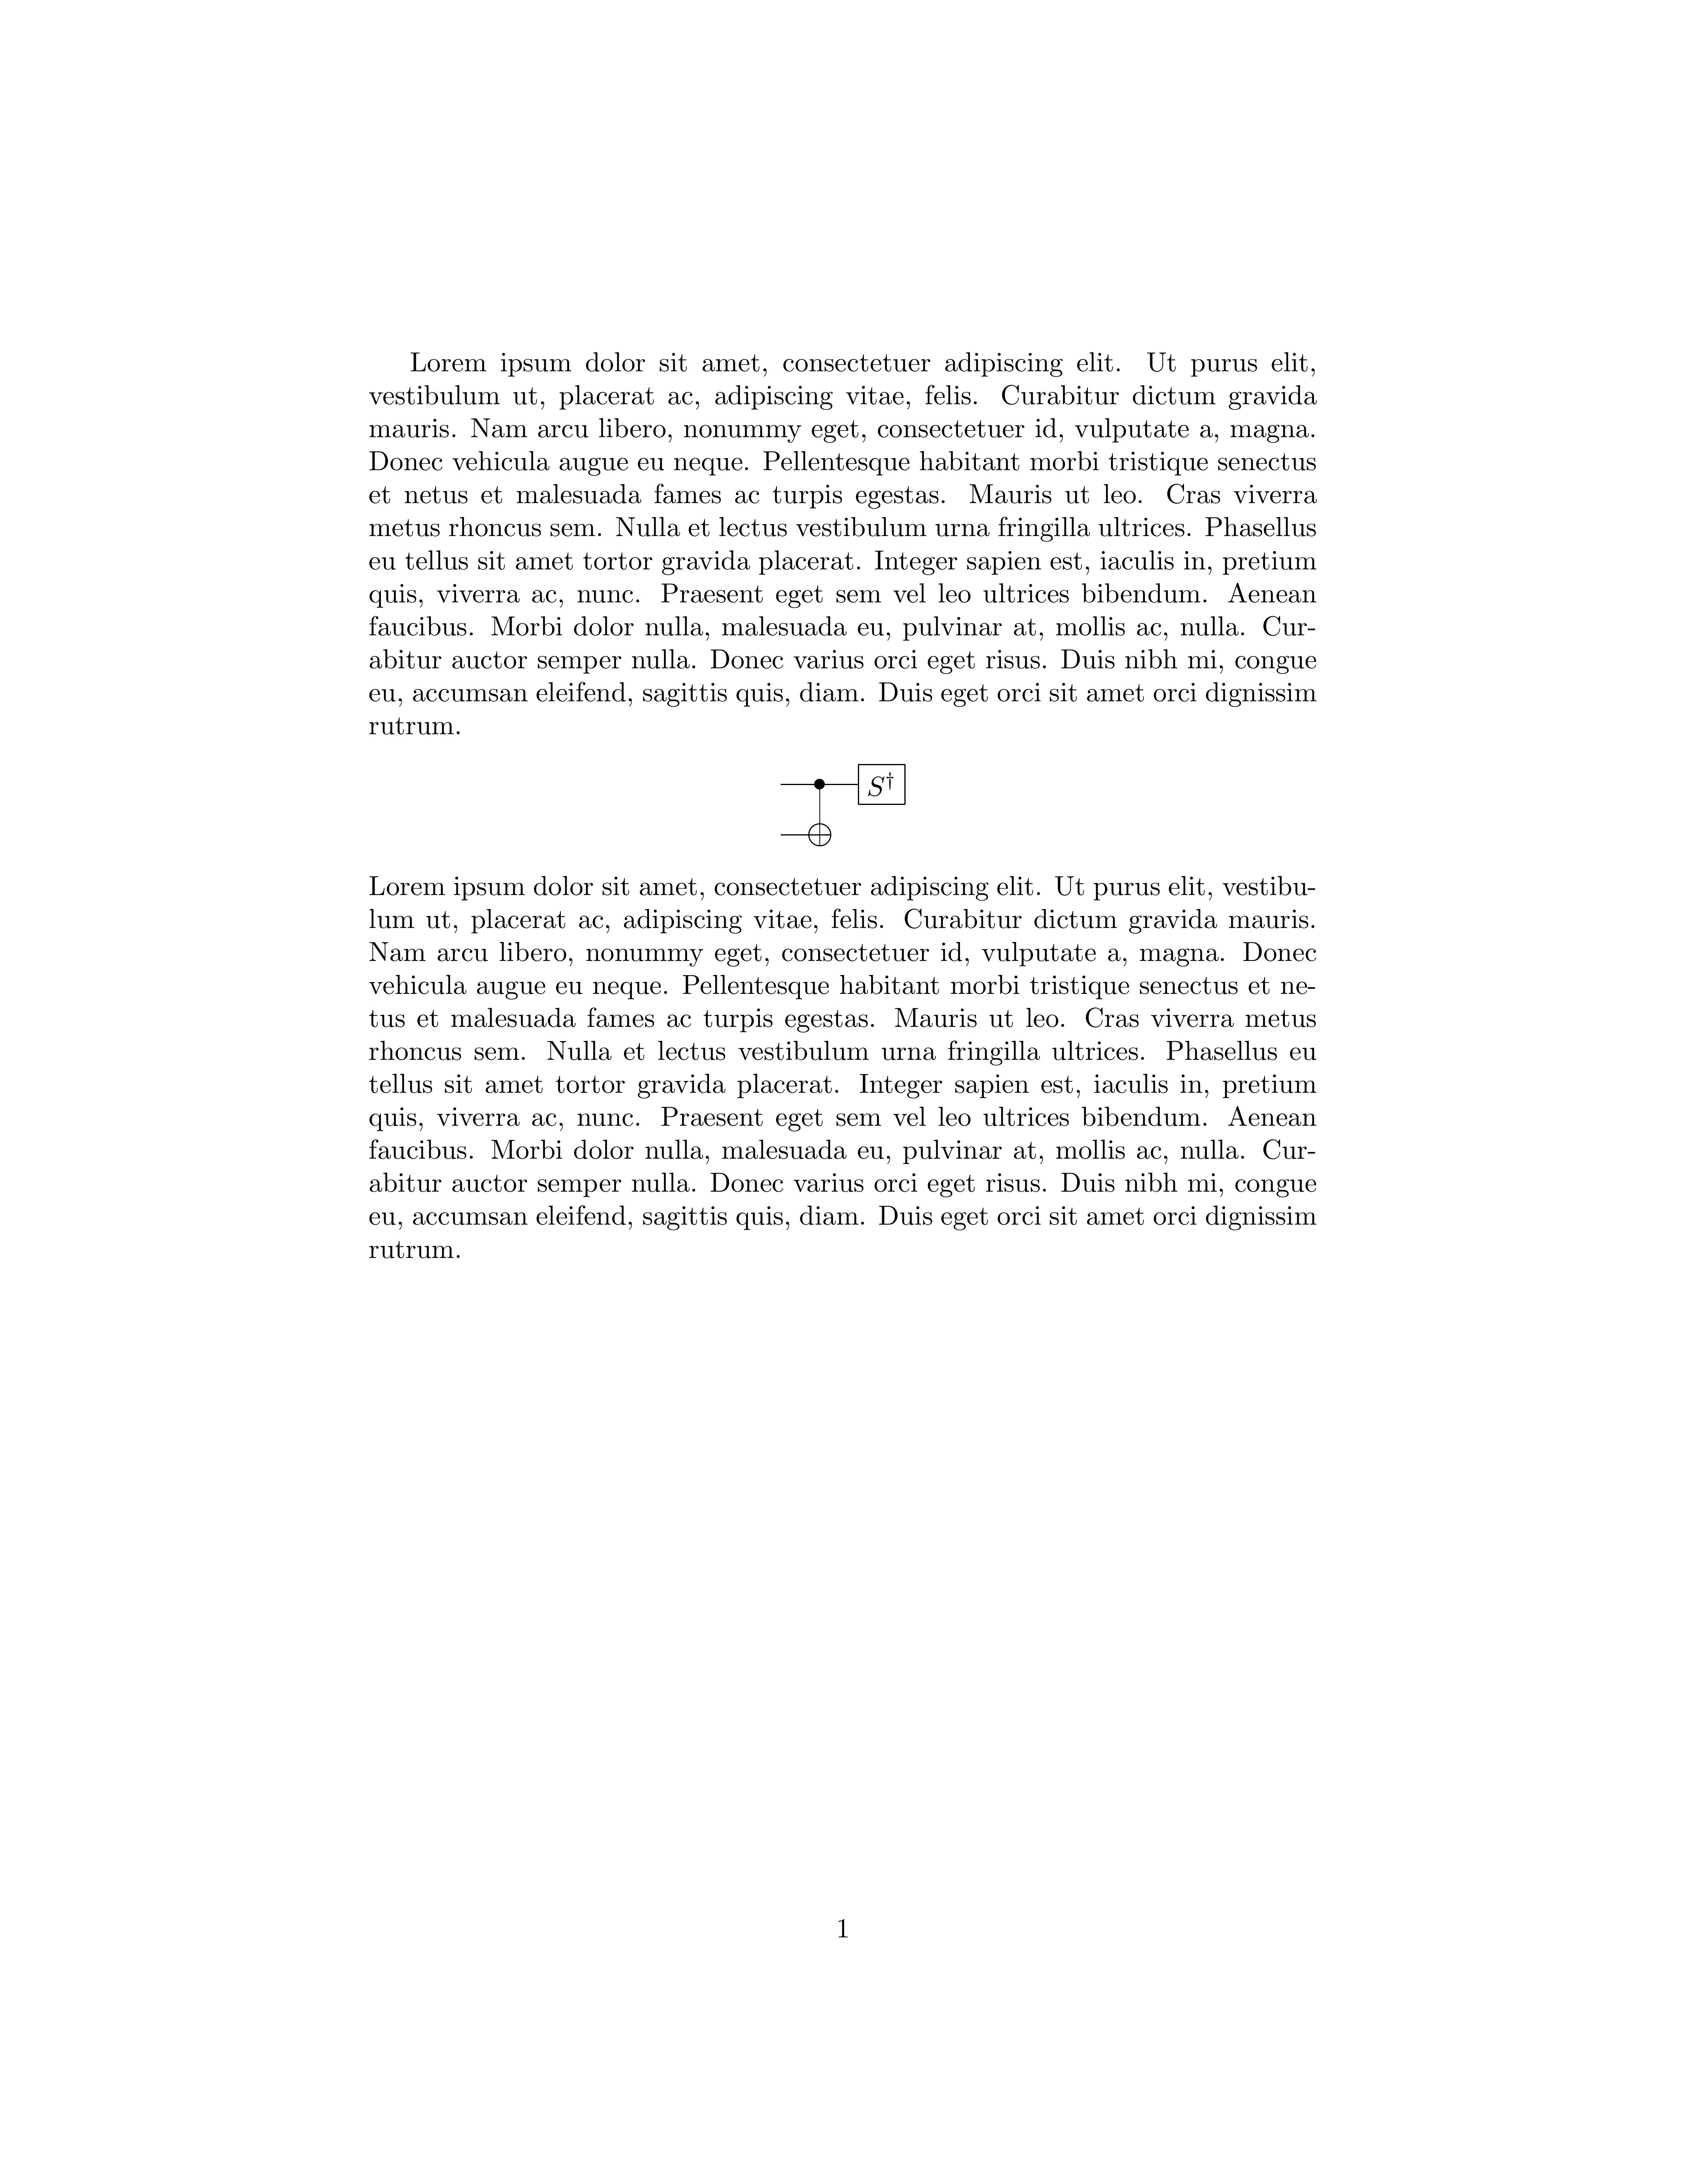 Lorem ipsum dolor sit amet, consectetuer adipiscing elit. Ut purus elit,
vestibulum ut, placerat ac, adipiscing vitae, felis. Curabitur dictum gravida
mauris. Nam arcu libero, nonummy eget, consectetuer id, vulputate a, magna.
Donec vehicula augue eu neque. Pellentesque habitant morbi tristique senectus
et netus et malesuada fames ac turpis egestas. Mauris ut leo. Cras viverra
metus rhoncus sem. Nulla et lectus vestibulum urna fringilla ultrices. Phasellus
eu tellus sit amet tortor gravida placerat. Integer sapien est, iaculis in, pretium
quis, viverra ac, nunc. Praesent eget sem vel leo ultrices bibendum. Aenean
faucibus. Morbi dolor nulla, malesuada eu, pulvinar at, mollis ac, nulla. Cur-
abitur auctor semper nulla. Donec varius orci eget risus. Duis nibh mi, congue
eu, accumsan eleifend, sagittis quis, diam. Duis eget orci sit amet orci dignissim
rutrum.
S†
Lorem ipsum dolor sit amet, consectetuer adipiscing elit. Ut purus elit, vestibu-
lum ut, placerat ac, adipiscing vitae, felis. Curabitur dictum gravida mauris.
Nam arcu libero, nonummy eget, consectetuer id, vulputate a, magna. Donec
vehicula augue eu neque. Pellentesque habitant morbi tristique senectus et ne-
tus et malesuada fames ac turpis egestas. Mauris ut leo. Cras viverra metus
rhoncus sem. Nulla et lectus vestibulum urna fringilla ultrices. Phasellus eu
tellus sit amet tortor gravida placerat. Integer sapien est, iaculis in, pretium
quis, viverra ac, nunc. Praesent eget sem vel leo ultrices bibendum. Aenean
faucibus. Morbi dolor nulla, malesuada eu, pulvinar at, mollis ac, nulla. Cur-
abitur auctor semper nulla. Donec varius orci eget risus. Duis nibh mi, congue
eu, accumsan eleifend, sagittis quis, diam. Duis eget orci sit amet orci dignissim
rutrum.
1